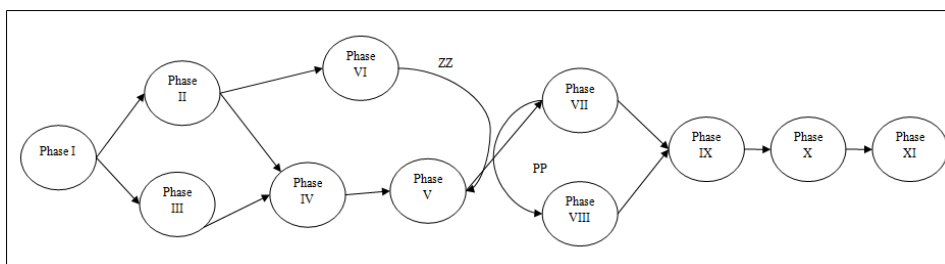 Phase I
Phase
II
Phase
III
Phase
VI
Phase
IV
ZZ
Phase
V
Phase
VII
PP
Phase
VIII
Phase
IX
Phase
X
Phase
XI